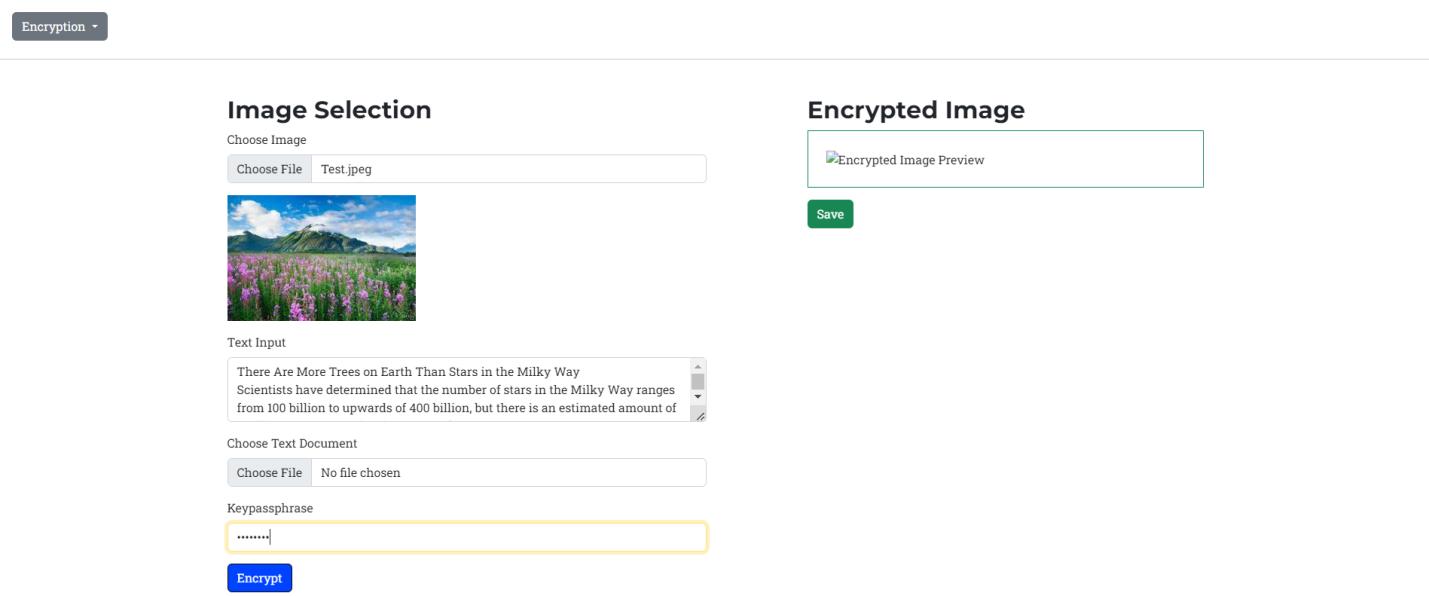 Encryption
Image Selection
Choose Image
Choose File Test.jpeg
Text Input
There Are More Trees on Earth Than Stars in the Milky Way
Scientists have determined that the number of stars in the Milky Way ranges
from 100 billion to upwards of 400 billion, but there is an estimated amount of
Choose Text Document
Choose File No file chosen
Keypassphrase
••••••••
Encrypt
Encrypted Image
Encrypted Image Preview
Save